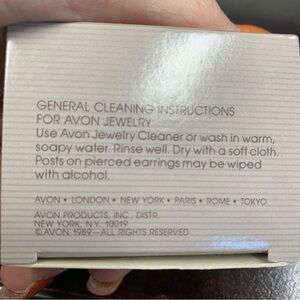 GENERAL CLEANING INSTRUCTIONS
FOR AVON JEWELRY
Use Avon Jewelry Cleaner or wash in warm,
soapy water. Rinse well. Dry with a soft cloth.
Posts on pierced earrings may be wiped
with alcohol.
AVON • LONDON • NEW YORK • PARIS • ROME • TOKYO
AVON PRODUCTS, INC., DISTR.
NEW YORK, N.Y. 10019
©AVON 1989—ALL RIGHTS RESERVED